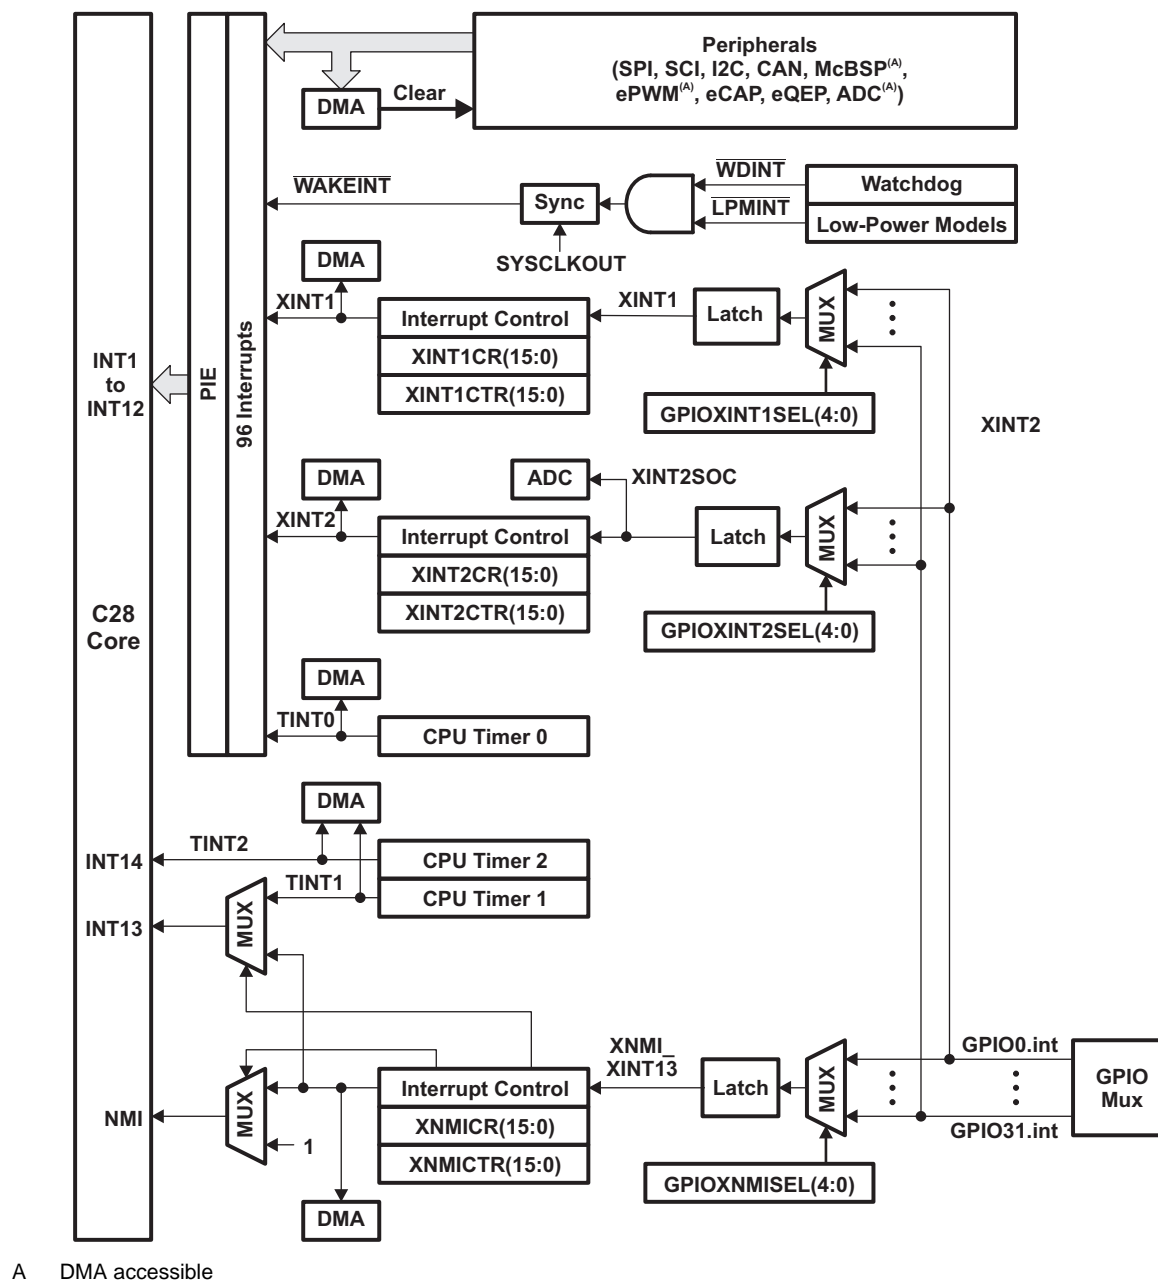 Peripherals
(SPI, SCI, I2C, CAN, McBSP(A),
ePWM(A), eCAP, eQEP, ADC(A))
DMA
Clear
WAKEINT
Sync
SYSCLKOUT
WDINT
LPMINT
Watchdog
Low-Power Models
DMA
XINT1
Interrupt Control
XINT1CR(15:0)
XINT1CTR(15:0)
XINT1
Latch
MUX
GPIOXINT1SEL(4:0)
INT1
to
INT12
PIE
96 Interrupts
XINT2
DMA
XINT2
ADC
XINT2SOC
Interrupt Control
XINT2CR(15:0)
XINT2CTR(15:0)
Latch
MUX
GPIOXINT2SEL(4:0)
C28
Core
DMA
TINT0
CPU Timer 0
DMA
INT14
TINT2
CPU Timer 2
TINT1
CPU Timer 1
INT13
MUX
NMI
MUX
1
Interrupt Control
XNMICR(15:0)
XNMICTR(15:0)
DMA
XNMI_
XINT13
Latch
MUX
GPIOXNMISEL(4:0)
GPIO0.int
GPIO31.int
GPIO
Mux
A DMA accessible